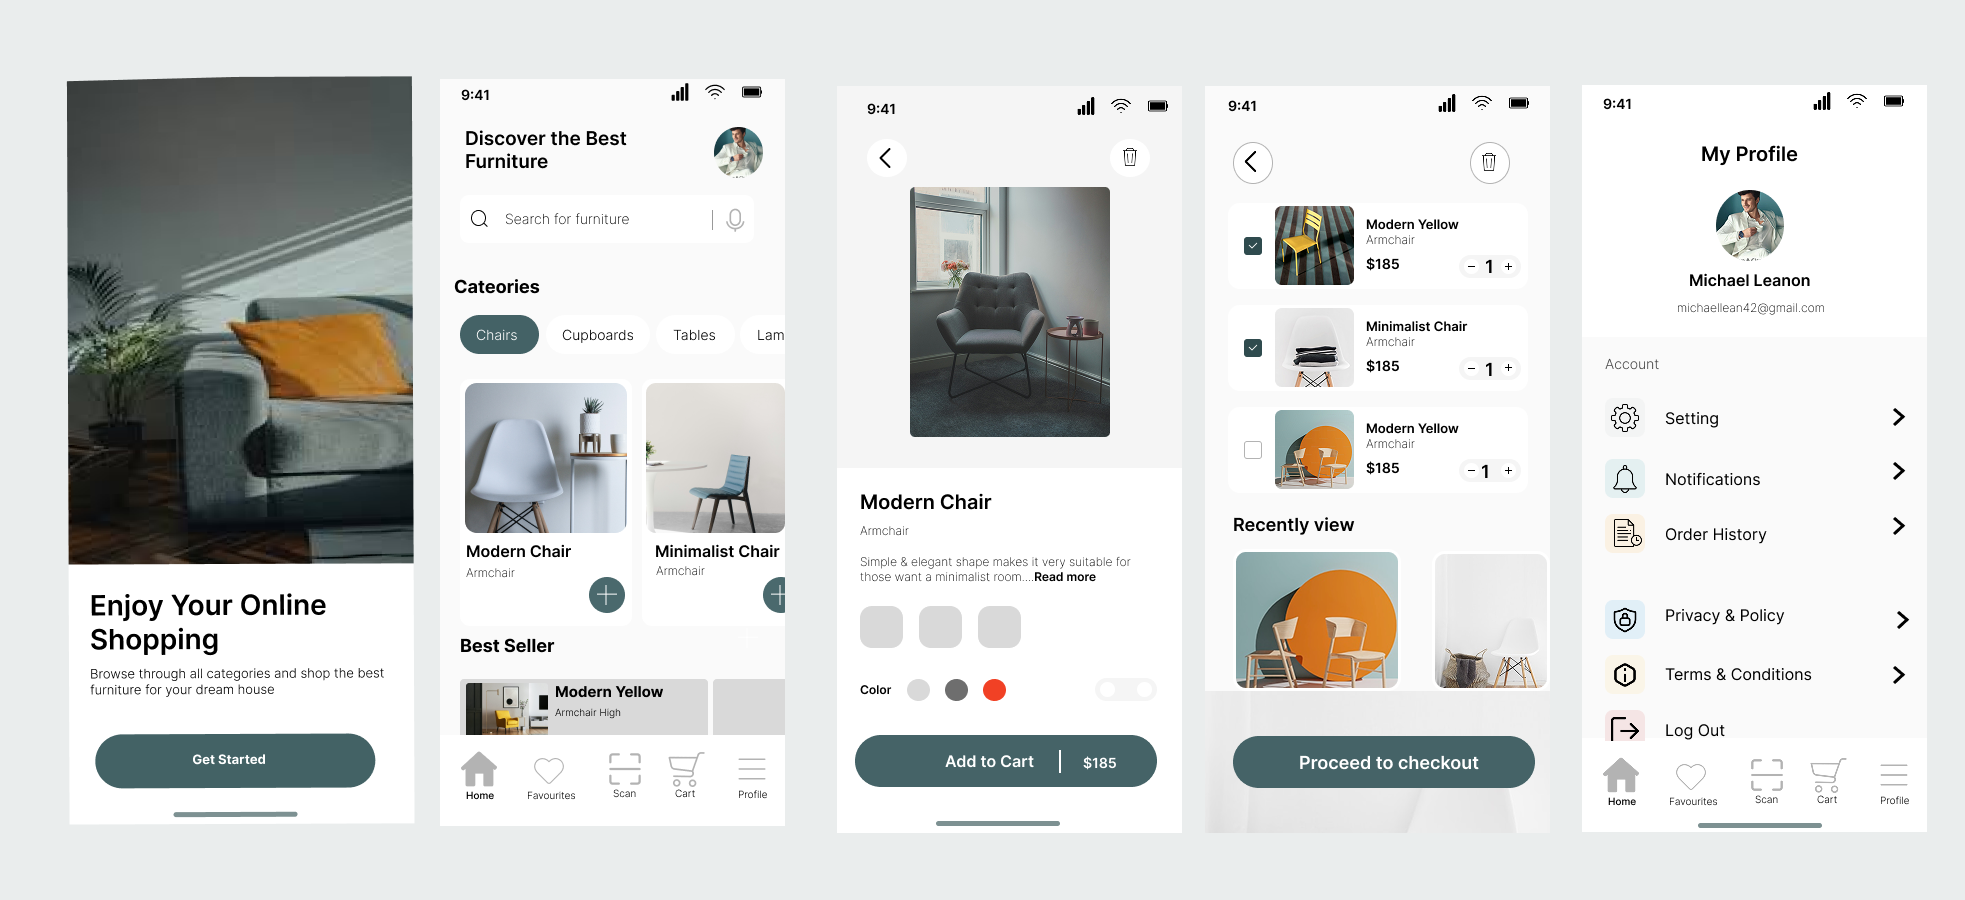 Enjoy Your Online
Shopping
Browse through all categories and shop the best
furniture for your dream house
Get Started
9:41
Discover the Best
Furniture
Search for furniture
Cateories
Chairs
Cupboards
Tables
Lam
Modern Chair
Armchair
Minimalist Chair
Armchair
Best Seller
Modern Yellow
Armchair High
Home
Favourites
Scan
Cart
Profile
9:41
Modern Chair
Armchair
Simple & elegant shape makes it very suitable for
those want a minimalist room....Read more
Color
Add to Cart
$185
9:41
Modern Yellow
Armchair
$185
- 1 +
Minimalist Chair
Armchair
$185
- 1 +
Modern Yellow
Armchair
$185
- 1 +
Recently view
Proceed to checkout
9:41
My Profile
Michael Leanon
michaellean42@gmail.com
Account
Setting
Notifications
Order History
Privacy & Policy
Terms & Conditions
Log Out
Home
Favourites
Scan
Cart
Profile